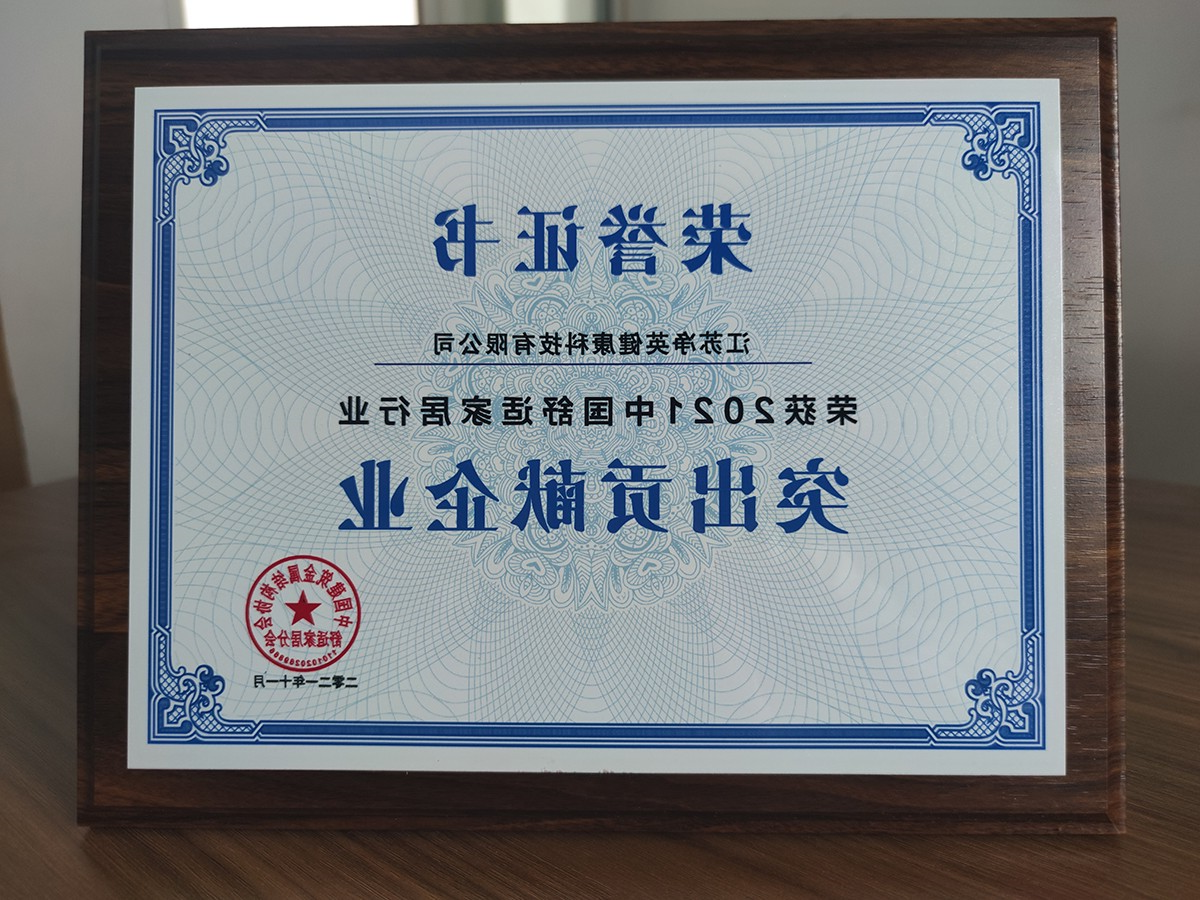 荣誉证书
江苏净英健康科技有限公司
荣获2021中国舒适家居行业
突出贡献企业
中国建筑金属结构协会
舒适家居分会
二零二一年十一月